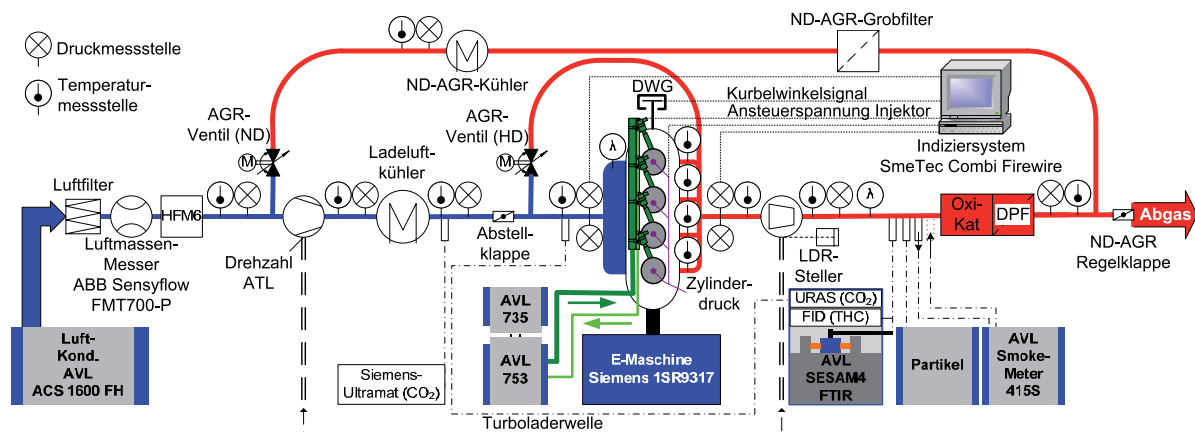 Druckmessstelle
Temperatur-
messstelle
ND-AGR-Kühler
ND-AGR-Grobfilter
AGR-
Ventil (ND)
M
AGR-
Ventil (HD)
M
DWG
Kurbelwinkelsignal
Ansteuerspannung Injektor
Indiziersystem
SmeTec Combi Firewire
Luftfilter
HFM6
Luftmassen-
Messer
ABB Sensyflow
FMT700-P
Drehzahl
ATL
Ladeluft-
kühler
Abstell-
klappe
λ
λ
Zylinder-
druck
LDR-
Steller
Oxi-
Kat
DPF
Abgas
ND-AGR
Regelklappe
Luft-
Kond.
AVL
ACS 1600 FH
Siemens-
Ultramat (CO₂)
AVL
735
AVL
753
E-Maschine
Siemens 1SR9317
URAS (CO₂)
FID (THC)
AVL
SESAM4
FTIR
Partikel
AVL
Smoke-
Meter
415S
Turboladerwelle